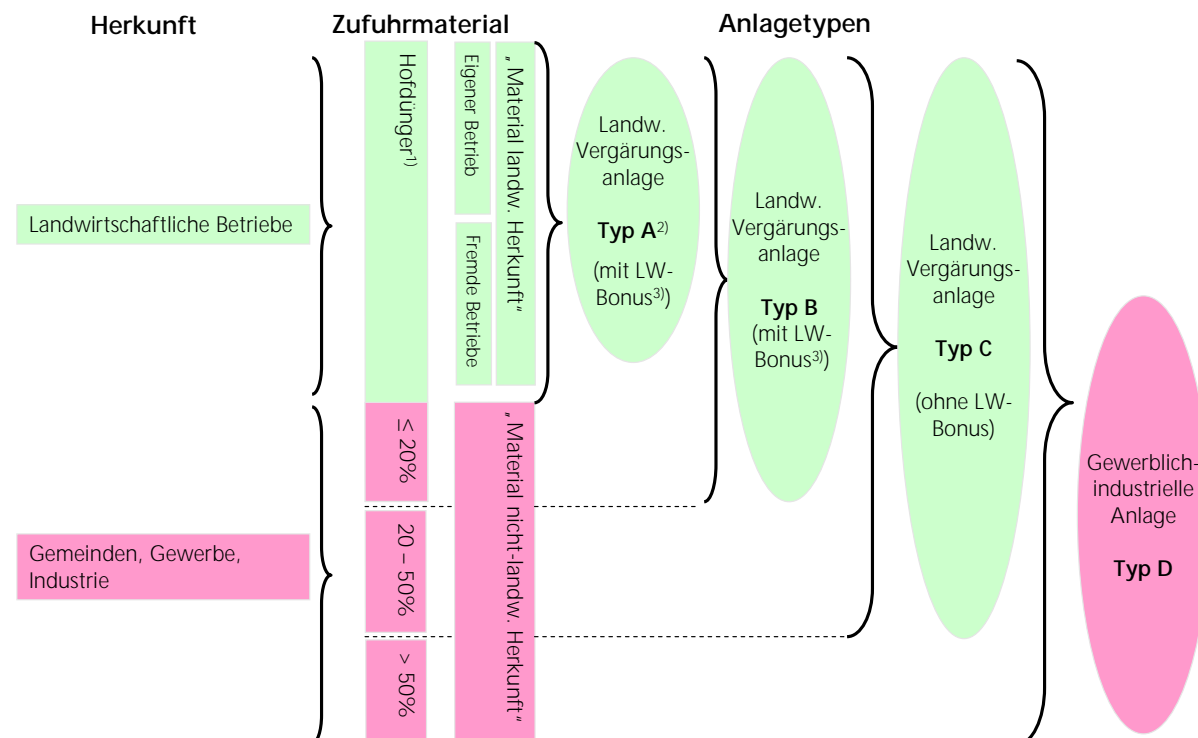 Herkunft
Zufuhrmaterial
Anlagetypen
Landwirtschaftliche Betriebe
Gemeinden, Gewerbe,
Industrie
Hofdünger1)
≤ 20%
20 – 50%
> 50%
Eigener Betrieb
Fremde Betriebe
„Material landw. Herkunft“
„Material nicht-landw. Herkunft“
Landw.
Vergärungs-
anlage
Typ A2)
(mit LW-
Bonus3))
Landw.
Vergärungs-
anlage
Typ B
(mit LW-
Bonus3))
Landw.
Vergärungs-
anlage
Typ C
(ohne LW-
Bonus)
Gewerblich-
industrielle
Anlage
Typ D